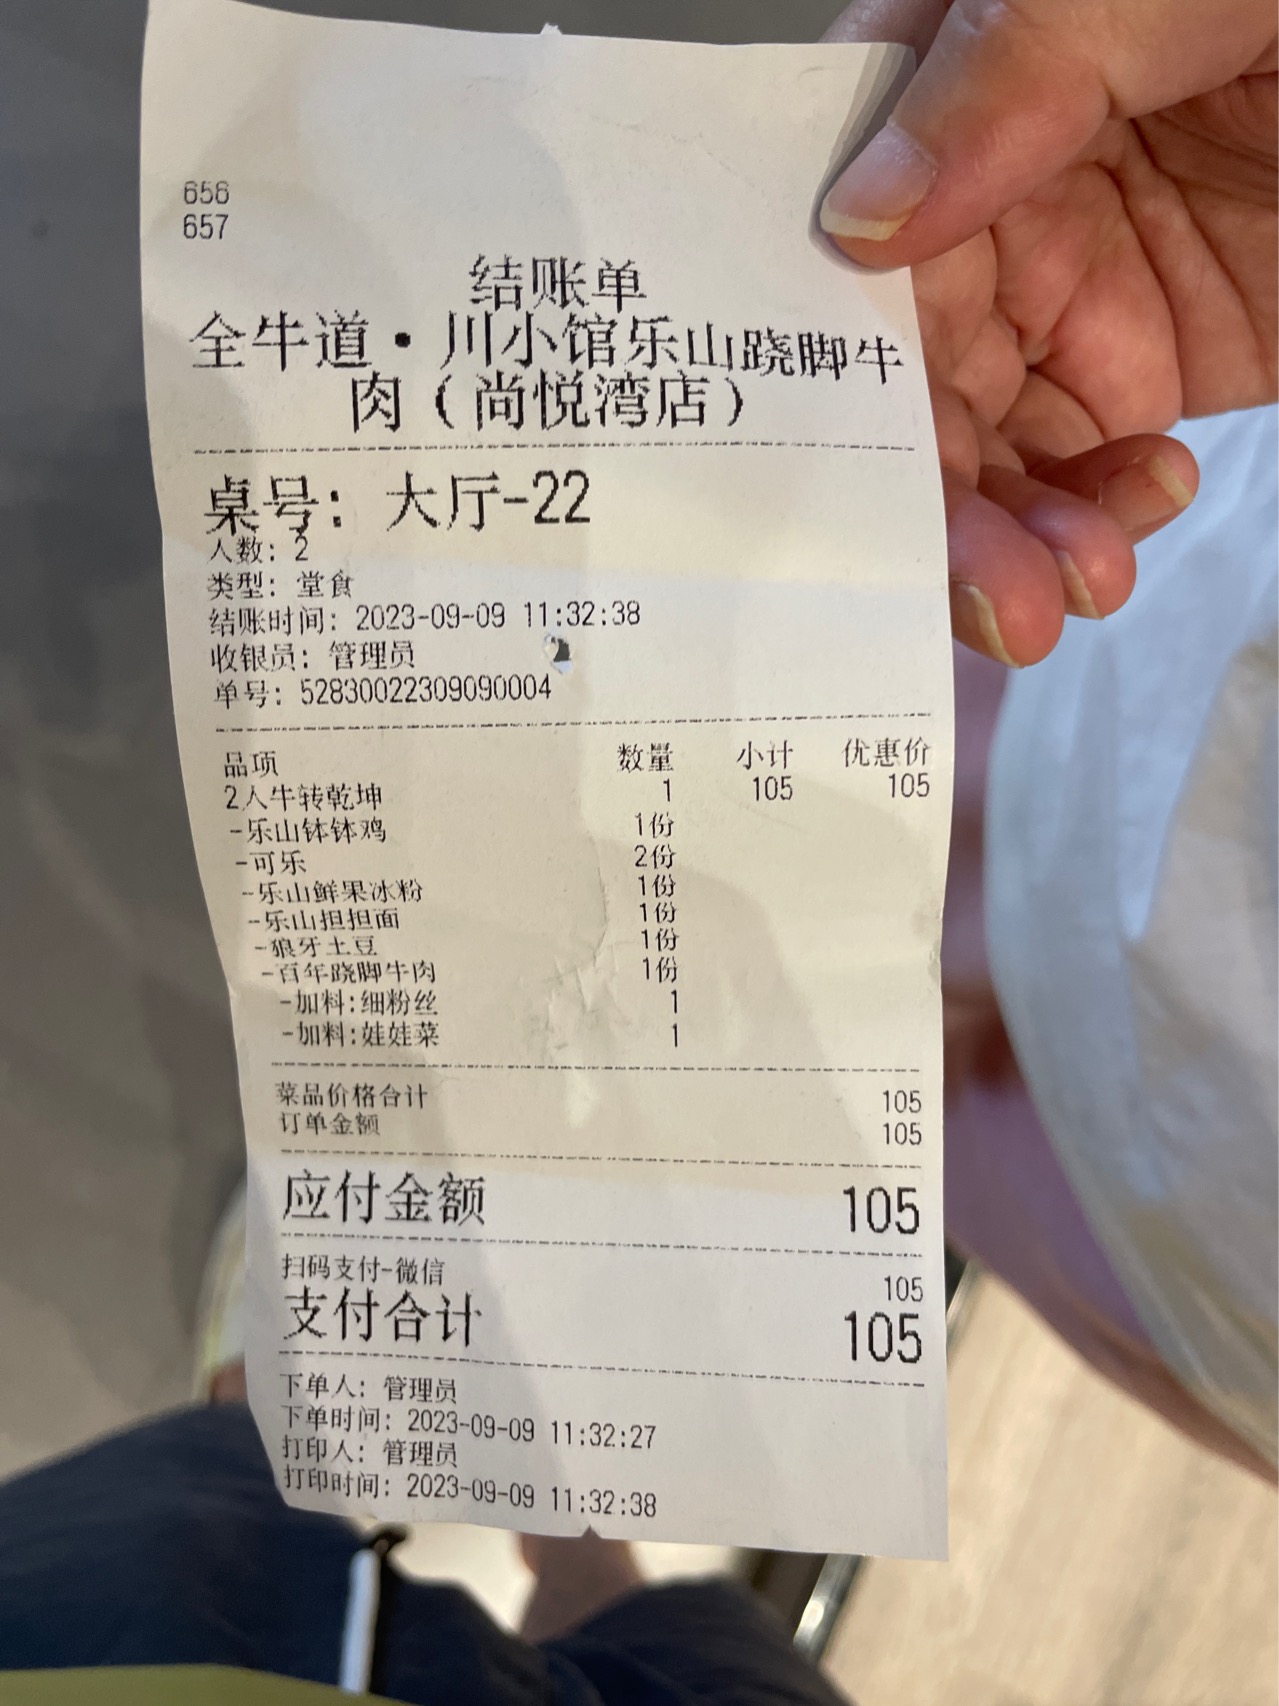 656
657
结账单
全牛道·川小馆乐山跷脚牛
肉（尚悦湾店）
桌号：大厅-22
人数：2
类型：堂食
结账时间：2023-09-09 11:32:38
收银员：管理员
单号：52830022309090004
品项 数量 小计 优惠价
2人牛转乾坤 1 105 105
-乐山钵钵鸡 1份
-可乐 2份
-乐山鲜果冰粉 1份
-乐山担担面 1份
-狼牙土豆 1份
-百年跷脚牛肉 1份
-加料:细粉丝 1
-加料:娃娃菜 1
菜品价格合计 105
订单金额 105
应付金额 105
扫码支付-微信 105
支付合计 105
下单人：管理员
下单时间：2023-09-09 11:32:27
打印人：管理员
打印时间：2023-09-09 11:32:38